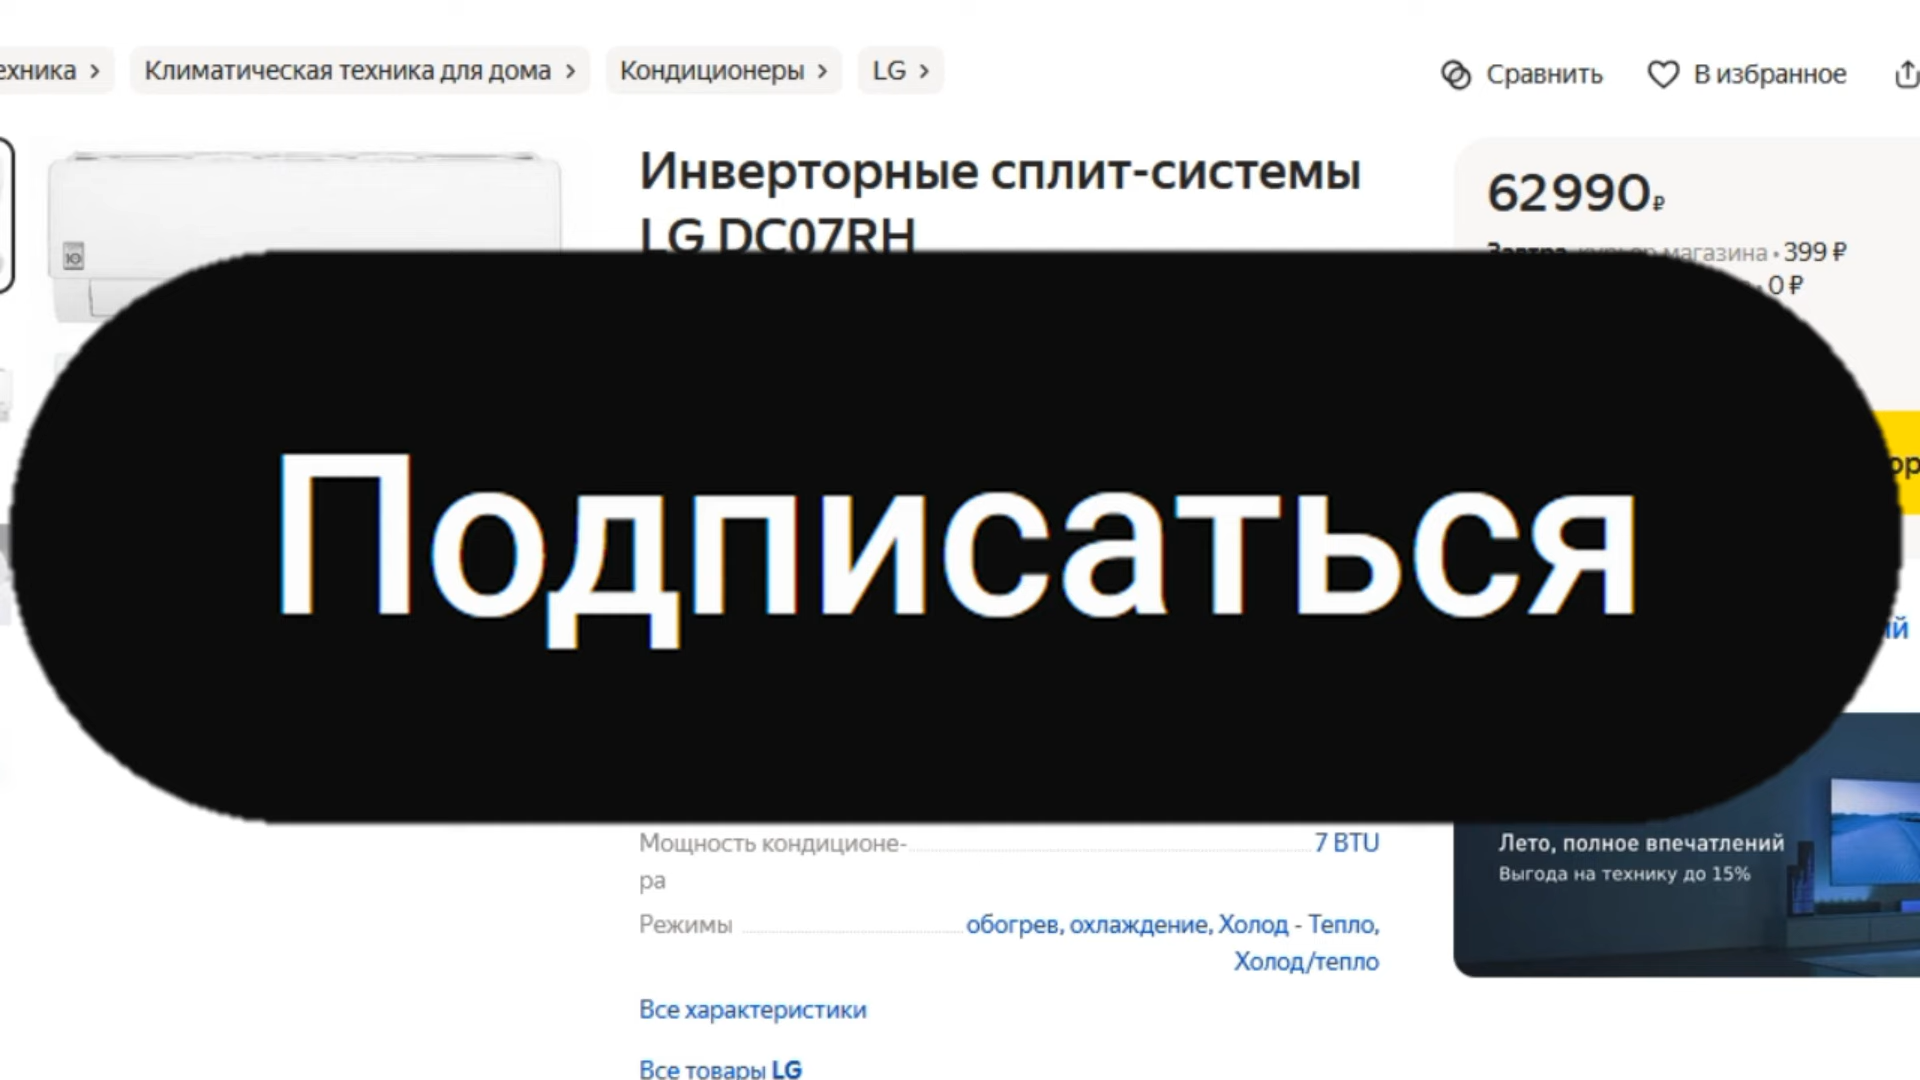 Климатическая техника для дома
Кондиционеры
LG
Сравнить
В избранное
Инверторные сплит-системы
LG DC07RH
62990₽
магазина • 399 ₽
0 ₽
Подписаться
Мощность кондиционе-
ра
7 BTU
Режимы
обогрев, охлаждение, Холод - Тепло,
Холод/тепло
Все характеристики
Все товары LG
Лето, полное впечатлений
Выгода на технику до 15%